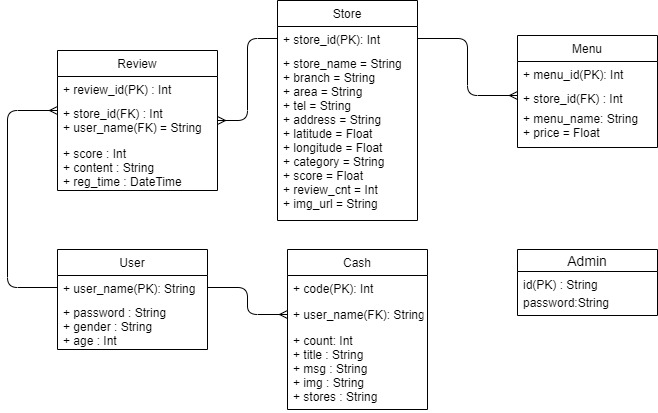 Store
+ store_id(PK): Int
+ store_name = String
+ branch = String
+ area = String
+ tel = String
+ address = String
+ latitude = Float
+ longitude = Float
+ category = String
+ score = Float
+ review_cnt = Int
+ img_url = String
Review
+ review_id(PK) : Int
+ store_id(FK) : Int
+ user_name(FK) = String
+ score : Int
+ content : String
+ reg_time : DateTime
Menu
+ menu_id(PK): Int
+ store_id(FK) : Int
+ menu_name: String
+ price = Float
User
+ user_name(PK): String
+ password : String
+ gender : String
+ age : Int
Cash
+ code(PK): Int
+ user_name(FK): String
+ count: Int
+ title : String
+ msg : String
+ img : String
+ stores : String
Admin
id(PK) : String
password:String